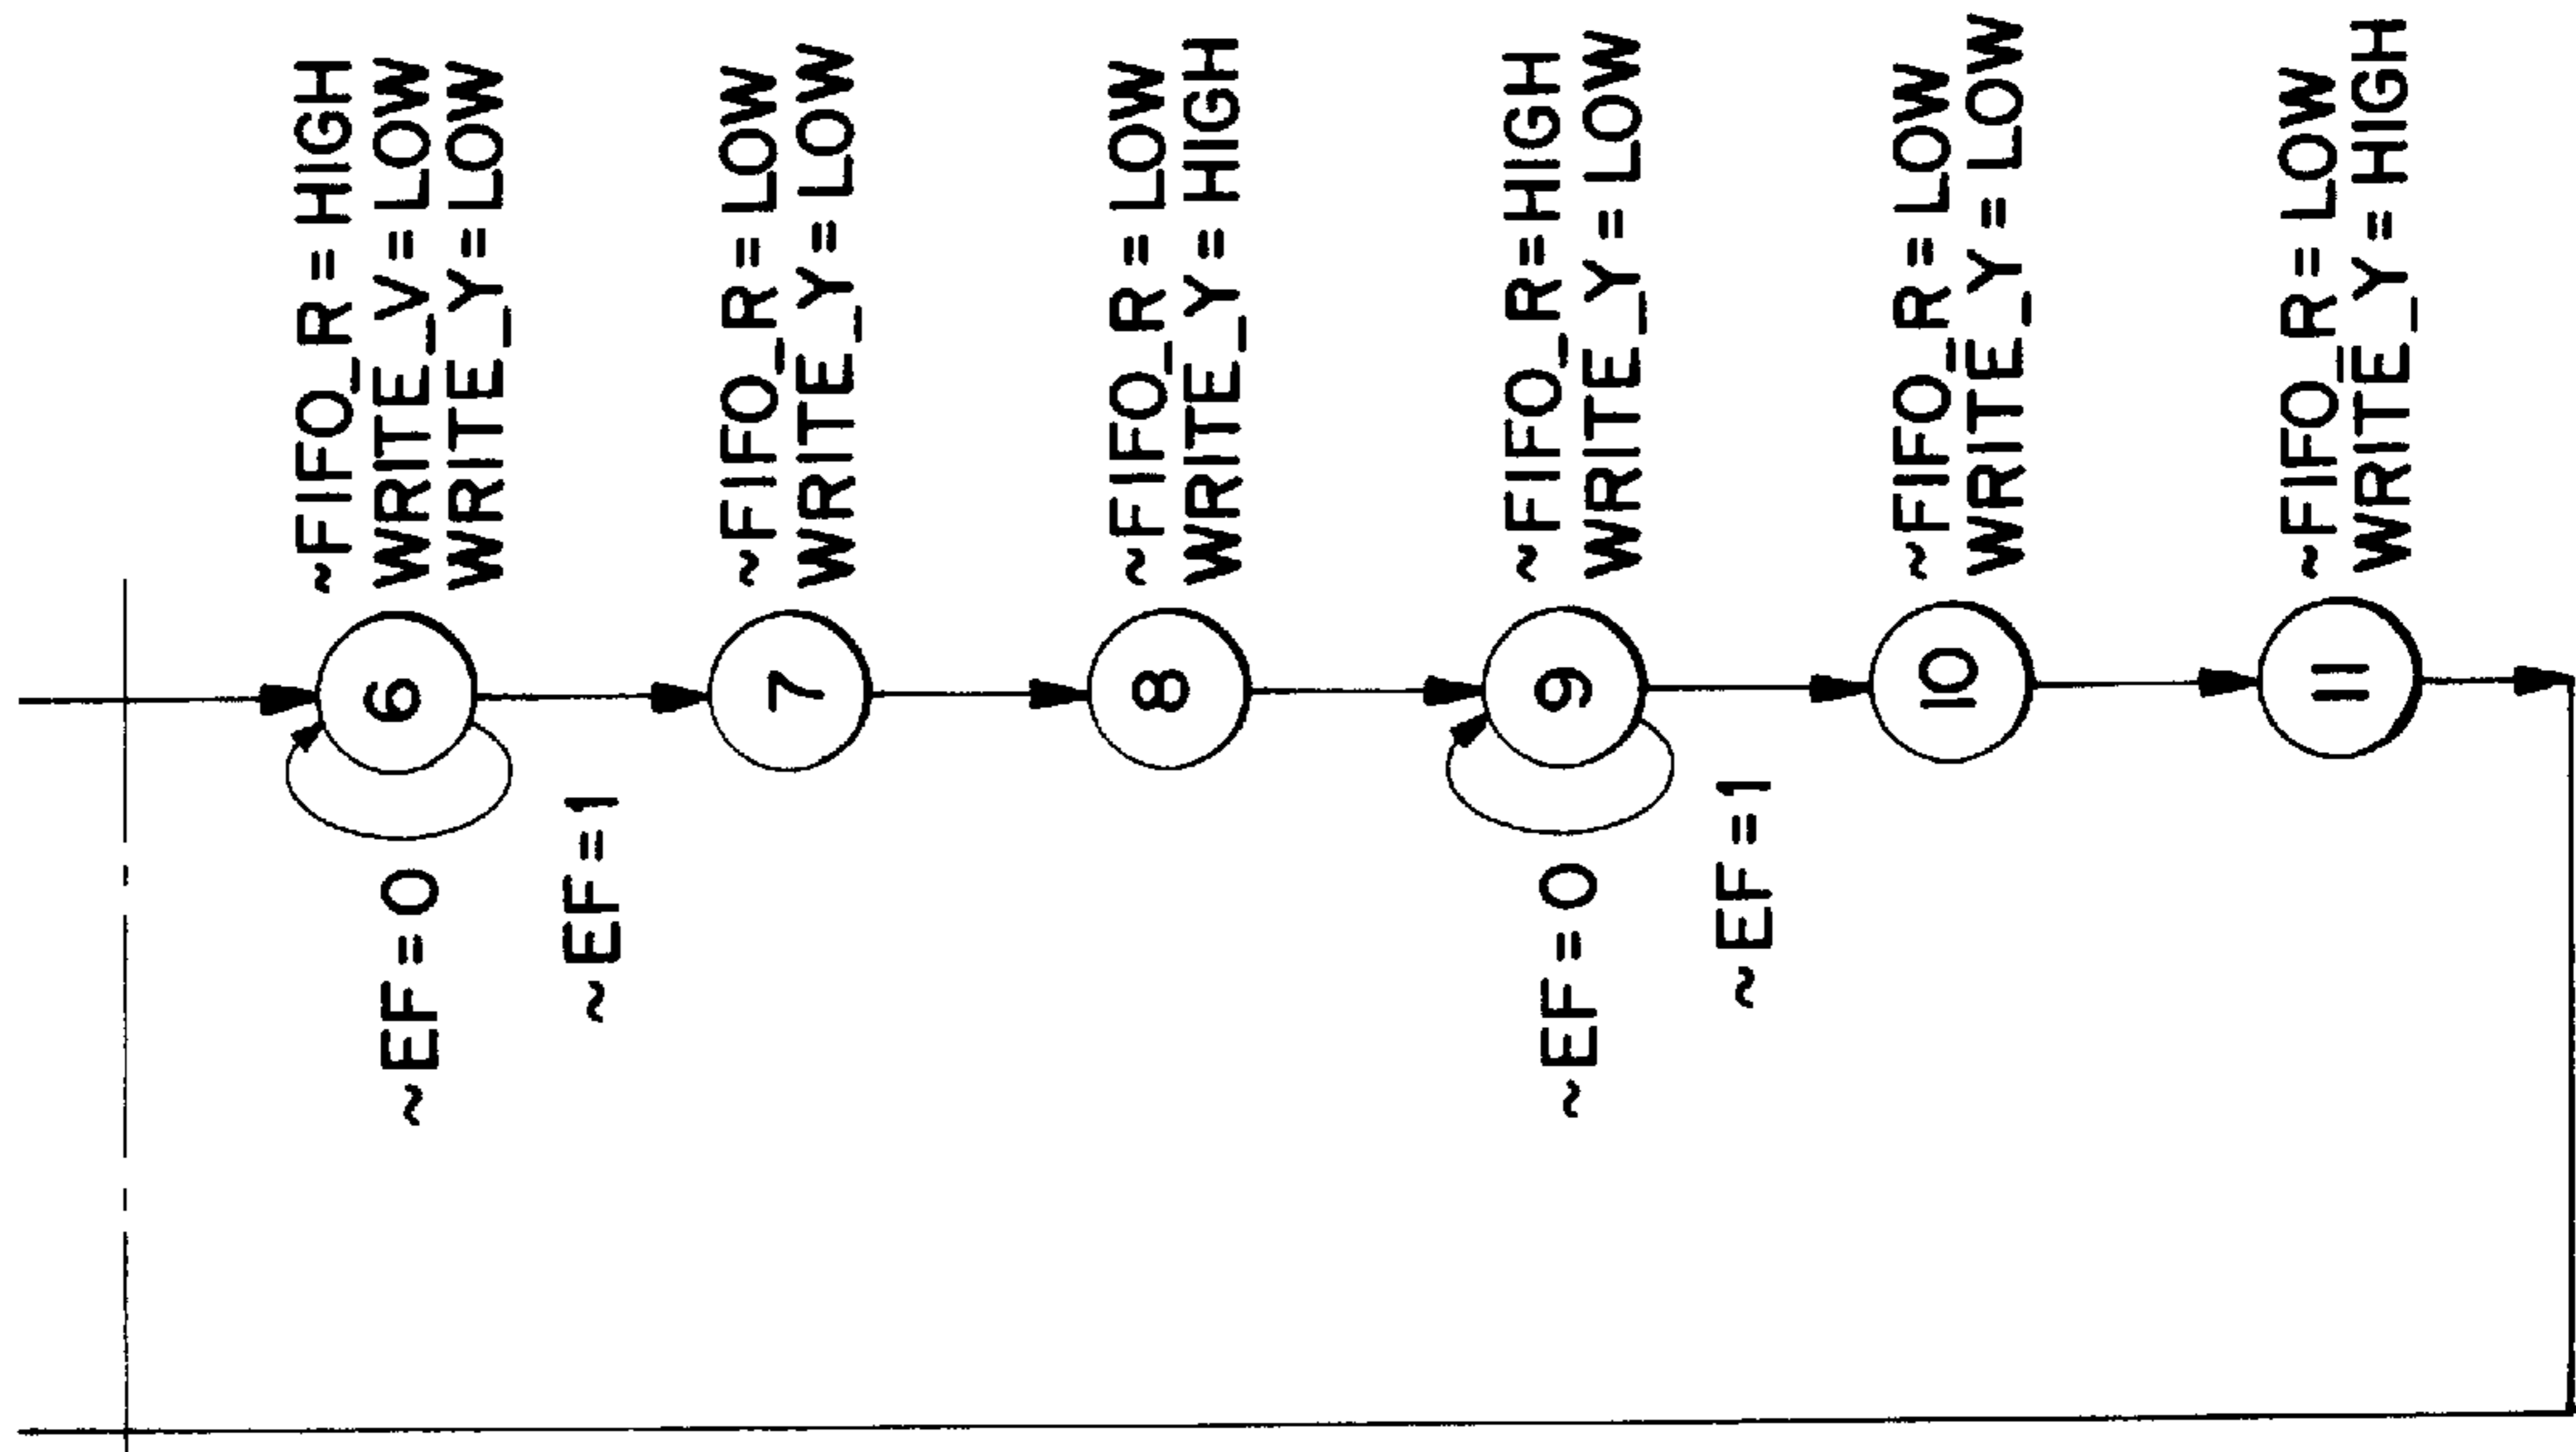 ~FIFO_R = HIGH
WRITE_V = LOW
WRITE_Y = LOW
6
~EF = 0
~EF = 1
~FIFO_R = LOW
WRITE_Y = LOW
7
~FIFO_R = LOW
WRITE_Y = HIGH
8
~FIFO_R = HIGH
WRITE_Y = LOW
9
~EF = 0
~EF = 1
~FIFO_R = LOW
WRITE_Y = LOW
10
~FIFO_R = LOW
WRITE_Y = HIGH
11